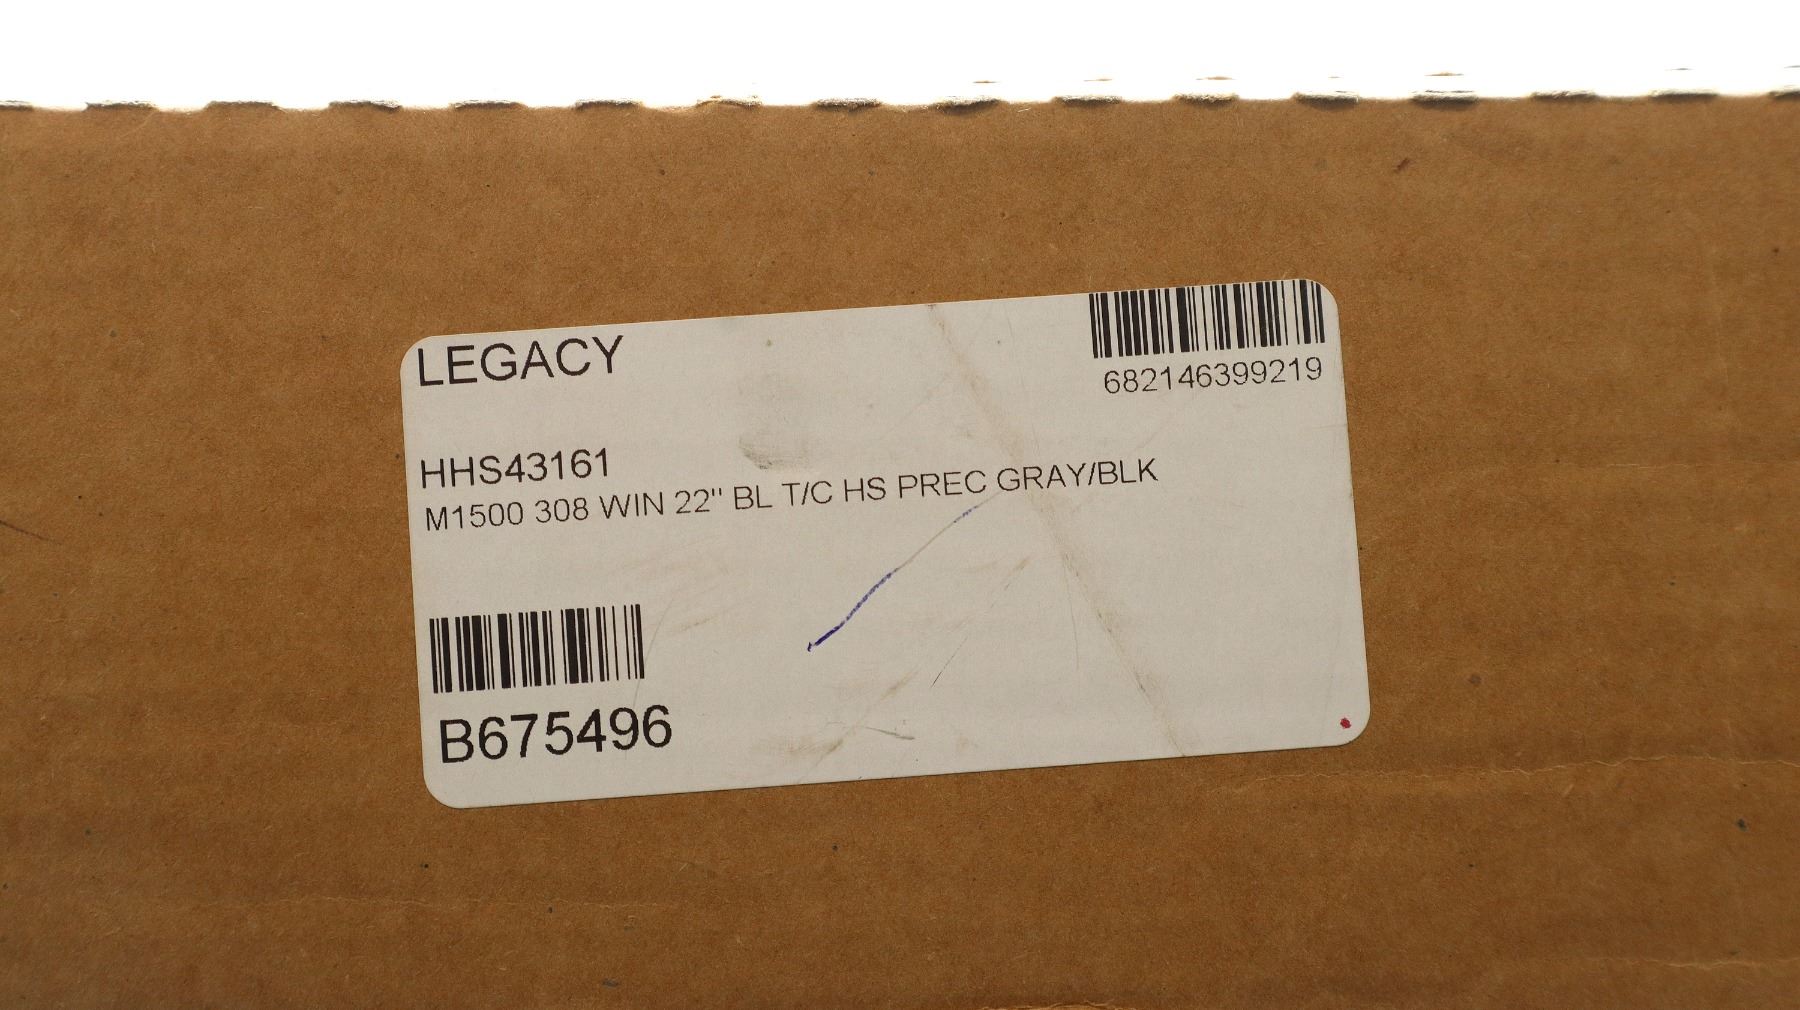 LEGACY
682146399219
HHS43161
M1500 308 WIN 22" BL T/C HS PREC GRAY/BLK
B675496